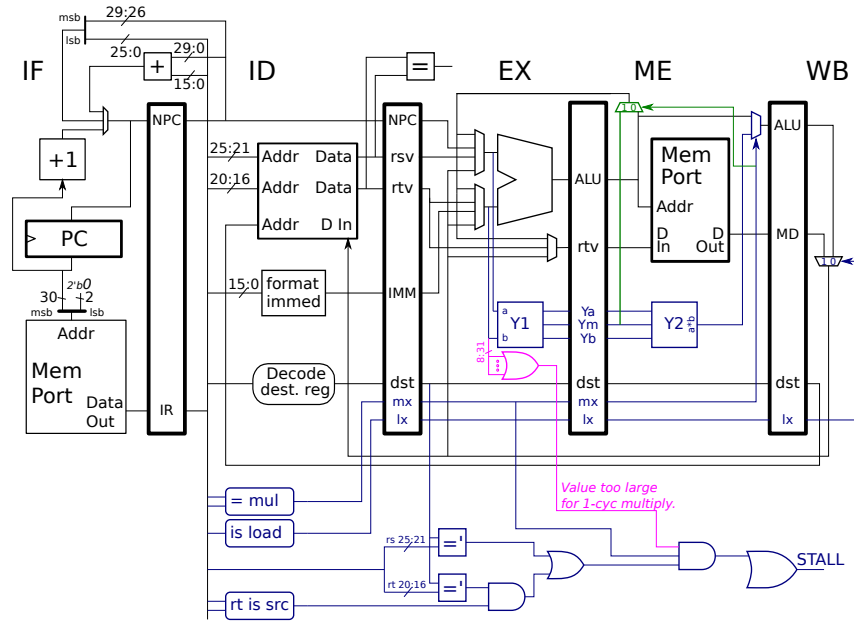 msb
29:26
lsb
25:0
29:0
15:0
IF
ID
EX
ME
WB
+
=
1 0
NPC
NPC
ALU
+1
25:21
Addr
Data
rsv
20:16
Addr
Data
rtv
ALU
Mem
Port
Addr
Addr
D In
PC
rtv
D
In
D
Out
MD
1 0
2'b0
30
2
msb
lsb
15:0
format
immed
IMM
Addr
Mem
Port
Data
Out
a
Y1
b
Ya
Ym
Yb
Y2
a*b
8:31
IR
Decode
dest. reg
dst
dst
dst
mx
mx
lx
lx
lx
= mul
is load
Value too large
for 1-cyc multiply.
rs 25:21
='
rt 20:16
='
rt is src
STALL